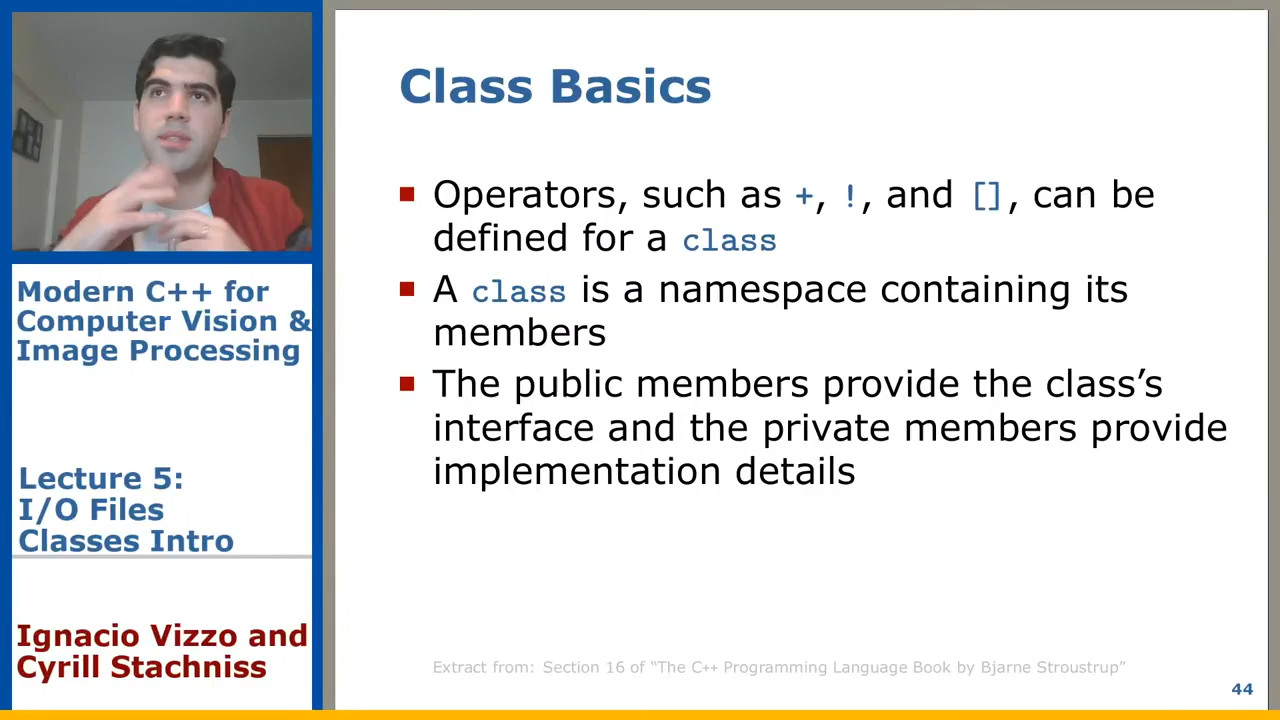 Class Basics
Operators, such as +, !, and [], can be
defined for a class
A class is a namespace containing its
members
The public members provide the class’s
interface and the private members provide
implementation details
Extract from: Section 16 of “The C++ Programming Language Book by Bjarne Stroustrup”
44
Modern C++ for
Computer Vision &
Image Processing
Lecture 5:
I/O Files
Classes Intro
Ignacio Vizzo and
Cyrill Stachniss